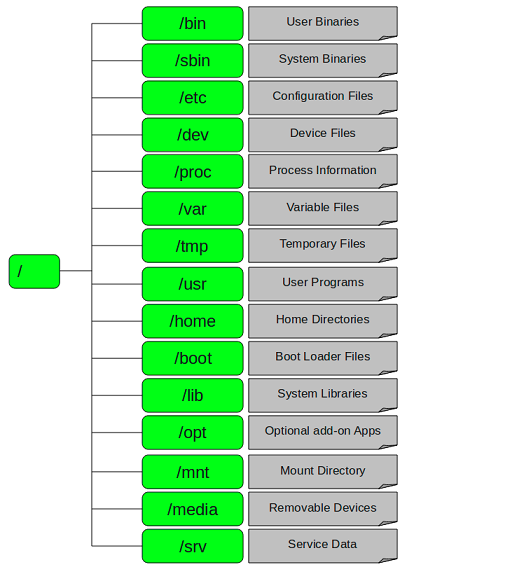 /bin User Binaries
/sbin System Binaries
/etc Configuration Files
/dev Device Files
/proc Process Information
/var Variable Files
/tmp Temporary Files
/
/usr User Programs
/home Home Directories
/boot Boot Loader Files
/lib System Libraries
/opt Optional add-on Apps
/mnt Mount Directory
/media Removable Devices
/srv Service Data